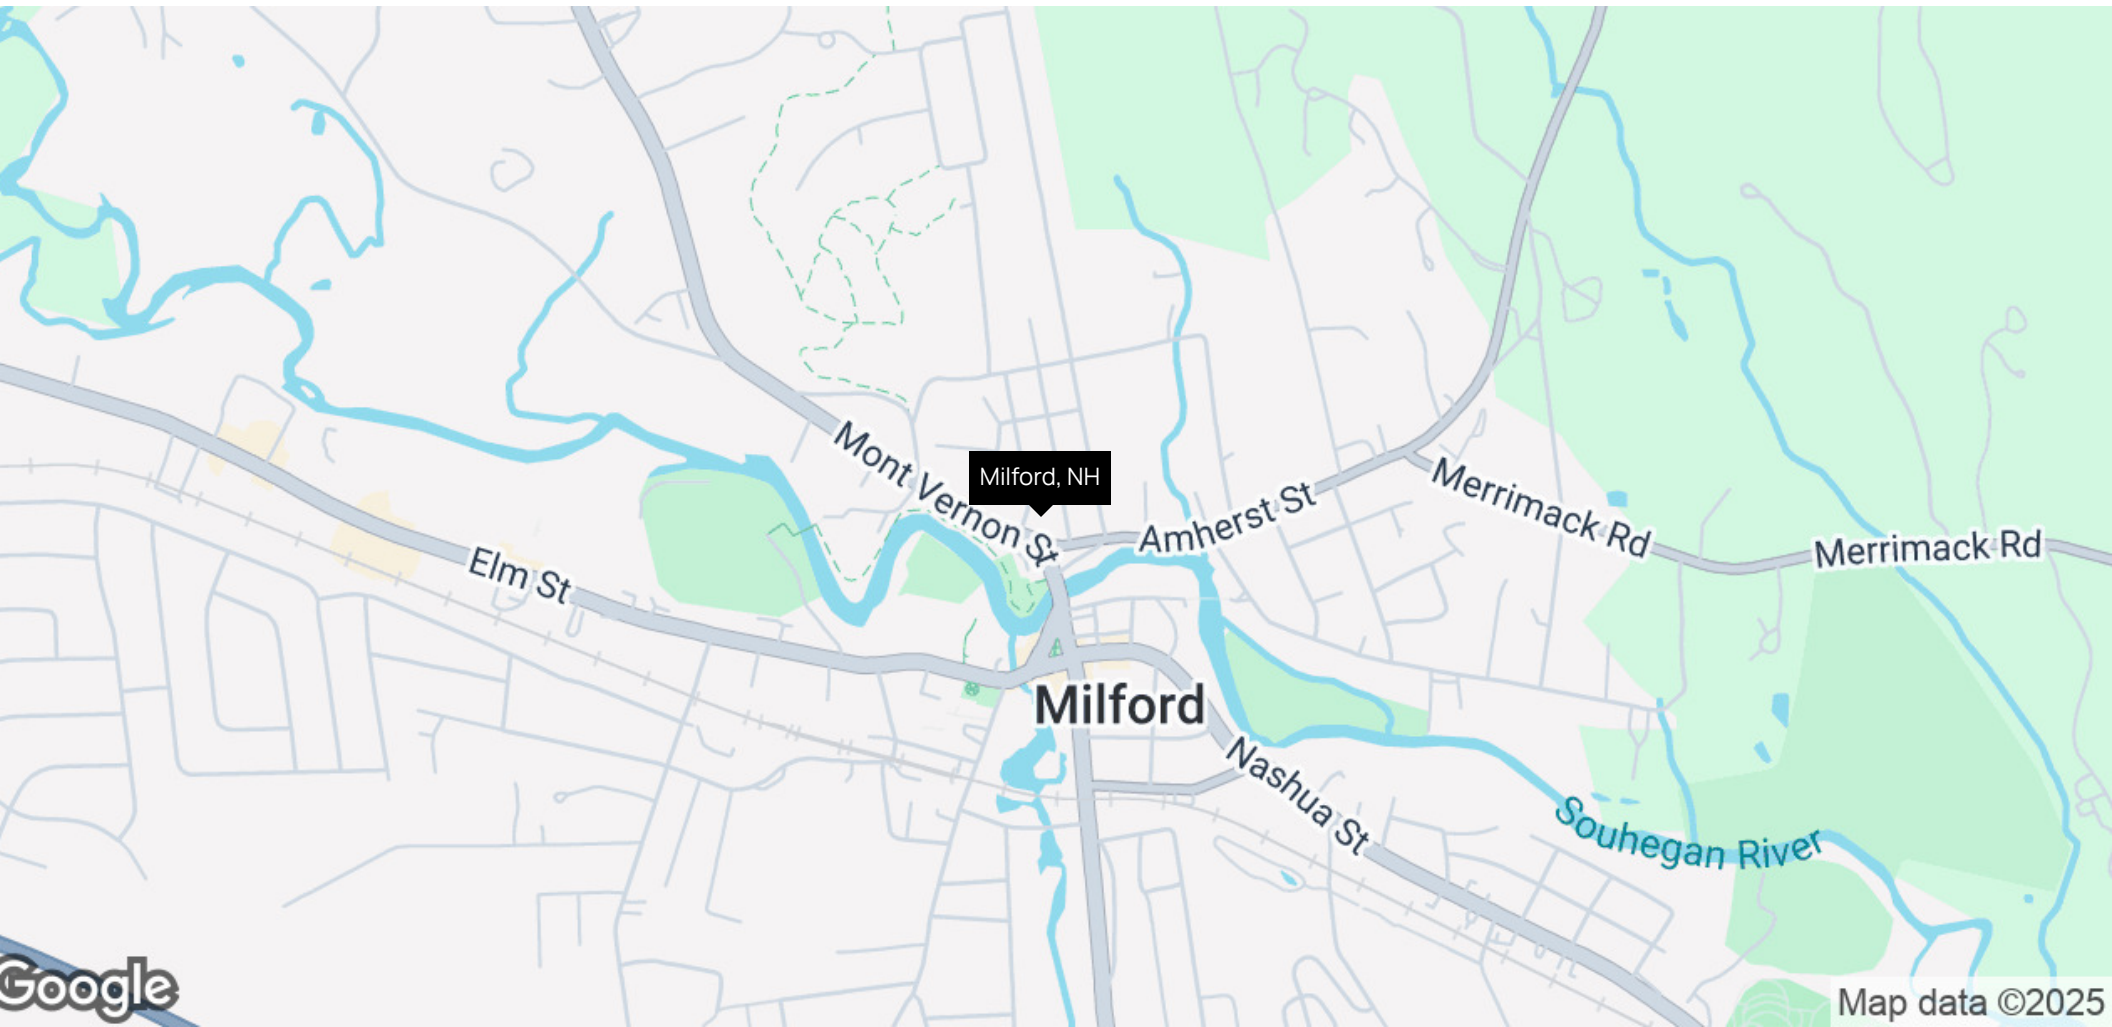 Mont Vernon St
Milford, NH
Amherst St
Merrimack Rd
Merrimack Rd
Elm St
Milford
Nashua St
Souhegan River
Google
Map data ©2025